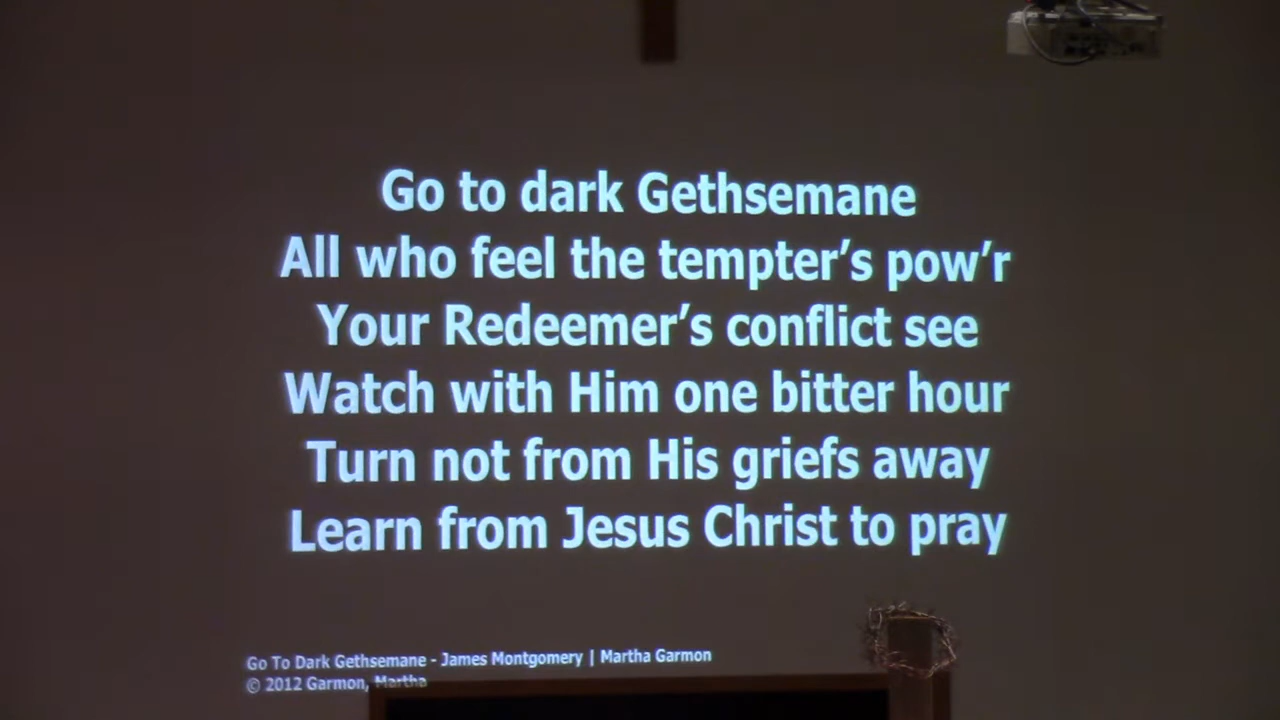 Go to dark Gethsemane
All who feel the tempter's pow'r
Your Redeemer's conflict see
Watch with Him one bitter hour
Turn not from His griefs away
Learn from Jesus Christ to pray
Go To Dark Gethsemane - James Montgomery | Martha Garmon
© 2012 Garmon, Martha